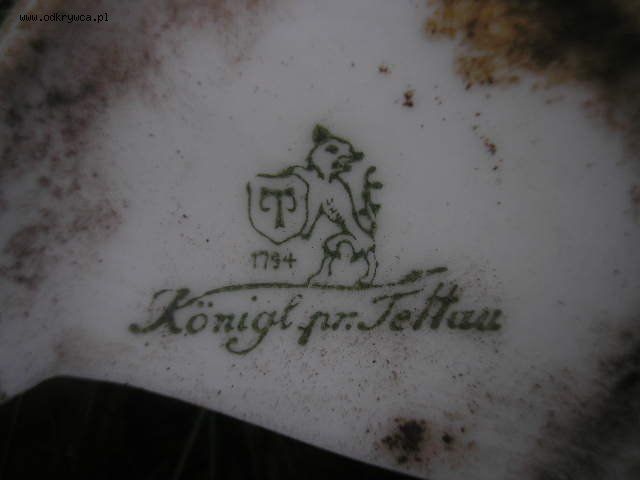 www.odkrywca.pl
T
1794
Königl. pr. Tettau